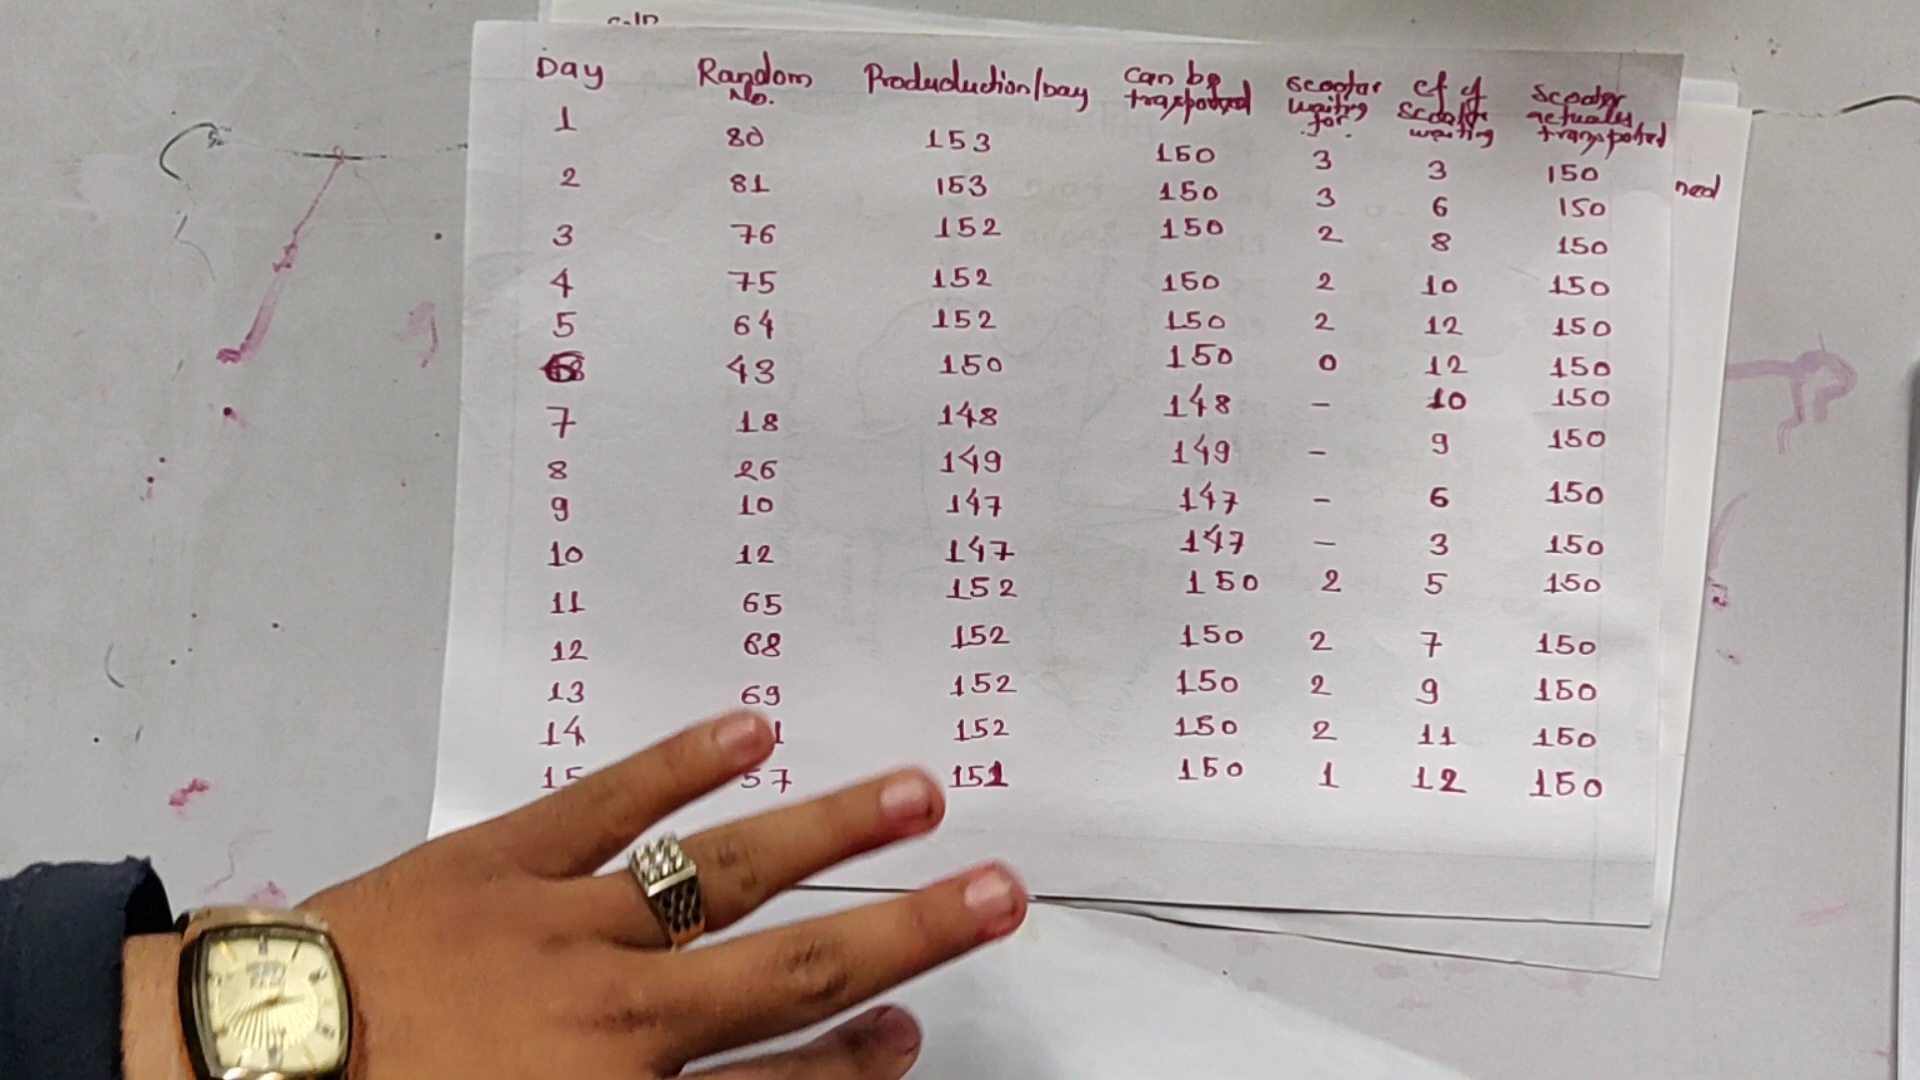 Day Random No. Produduction/Day can be trasported scooter waiting for. cf of scooter waiting scooter actually transported
1 80 153 150 3 3 150
2 81 153 150 3 6 150
3 76 152 150 2 8 150
4 75 152 150 2 10 150
5 64 152 150 2 12 150
43 150 150 0 12 150
7 18 148 148 - 10 150
8 26 149 149 - 9 150
9 10 147 147 - 6 150
10 12 147 147 - 3 150
11 65 152 150 2 5 150
12 68 152 150 2 7 150
13 69 152 150 2 9 150
14 1 152 150 2 11 150
15 57 151 150 1 12 150